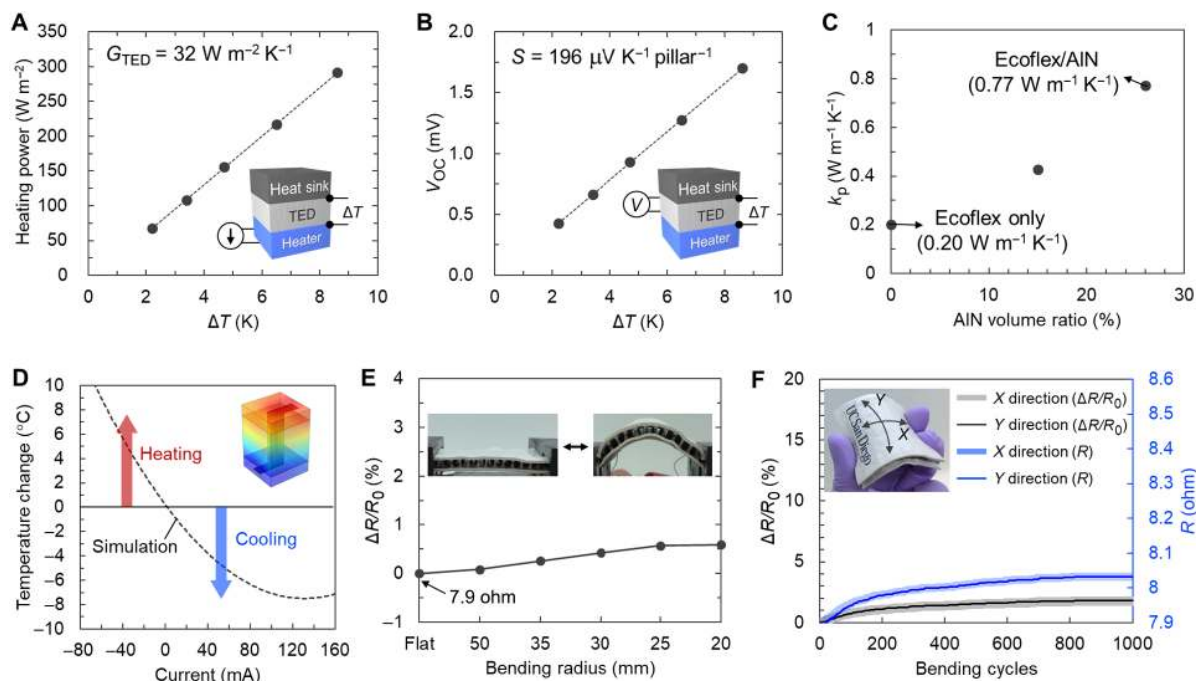 A
G_TED = 32 W m⁻² K⁻¹
Heating power (W m⁻²)
350
300
250
200
150
100
50
0
Heat sink
TED
Heater
ΔT
0 2 4 6 8 10
ΔT (K)
B
S = 196 μV K⁻¹ pillar⁻¹
V_OC (mV)
2.0
1.5
1.0
0.5
0.0
Heat sink
TED
Heater
V
ΔT
0 2 4 6 8 10
ΔT (K)
C
k_p (W m⁻¹ K⁻¹)
1
0.8
0.6
0.4
0.2
0
Ecoflex/AlN
(0.77 W m⁻¹ K⁻¹)
Ecoflex only
(0.20 W m⁻¹ K⁻¹)
0 10 20 30
AlN volume ratio (%)
D
Temperature change (°C)
10
8
6
4
2
0
−2
−4
−6
−8
−10
Heating
Simulation
Cooling
−80 −40 0 40 80 120 160
Current (mA)
E
ΔR/R₀ (%)
4
3
2
1
0
−1
7.9 ohm
Flat 50 35 30 25 20
Bending radius (mm)
F
ΔR/R₀ (%)
20
15
10
5
0
Y
X
UC San Diego
X direction (ΔR/R₀)
Y direction (ΔR/R₀)
X direction (R)
Y direction (R)
8.6
8.5
8.4
8.3
8.2
8.1
8
7.9
R (ohm)
0 200 400 600 800 1000
Bending cycles